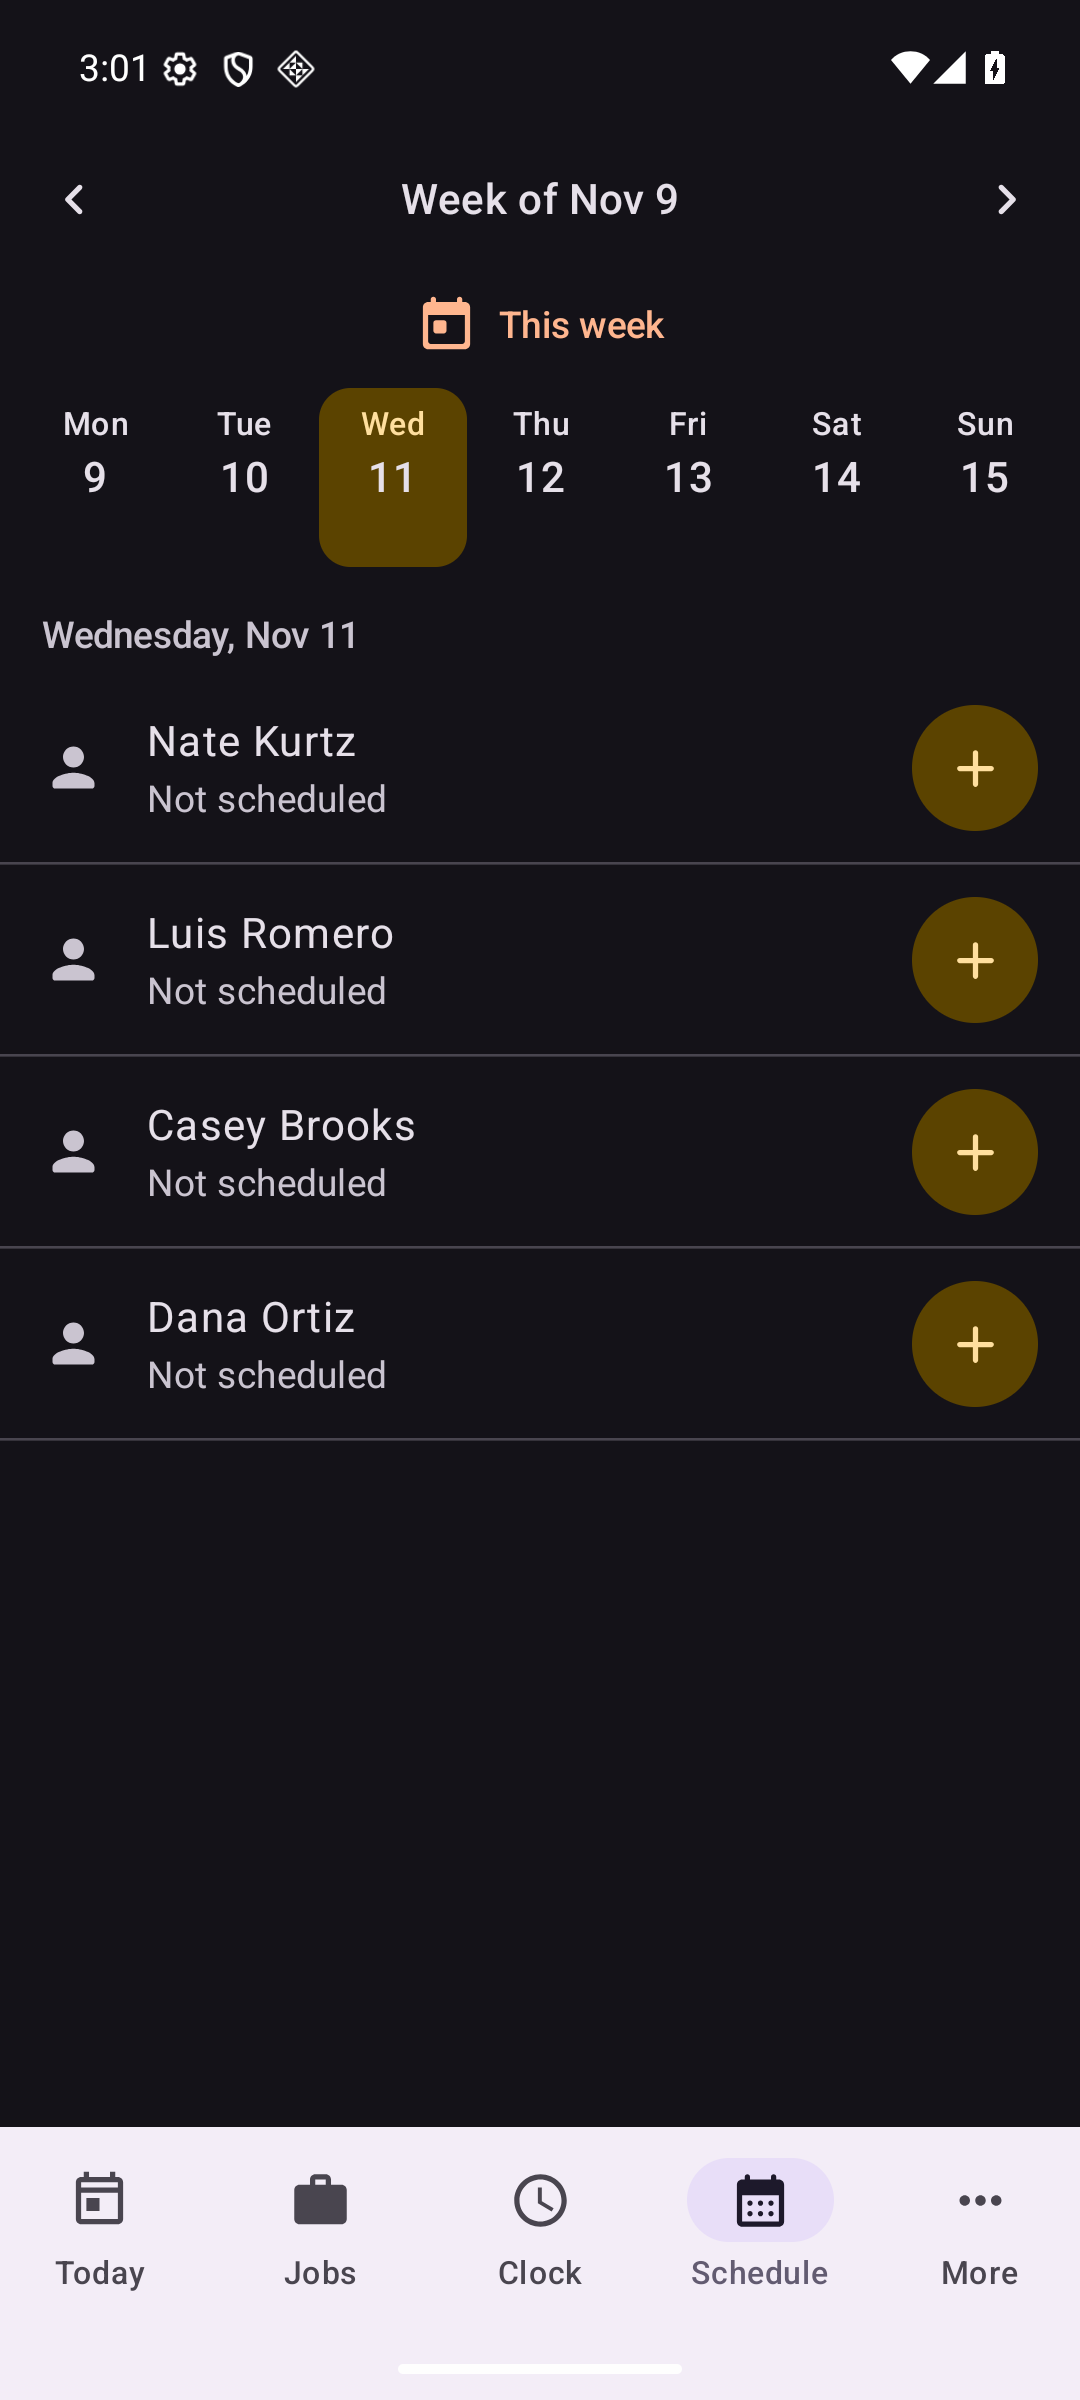 3:01
Week of Nov 9
This week
Mon Tue Wed Thu Fri Sat Sun
9 10 11 12 13 14 15
Wednesday, Nov 11
Nate Kurtz
Not scheduled
Luis Romero
Not scheduled
Casey Brooks
Not scheduled
Dana Ortiz
Not scheduled
Today Jobs Clock Schedule More